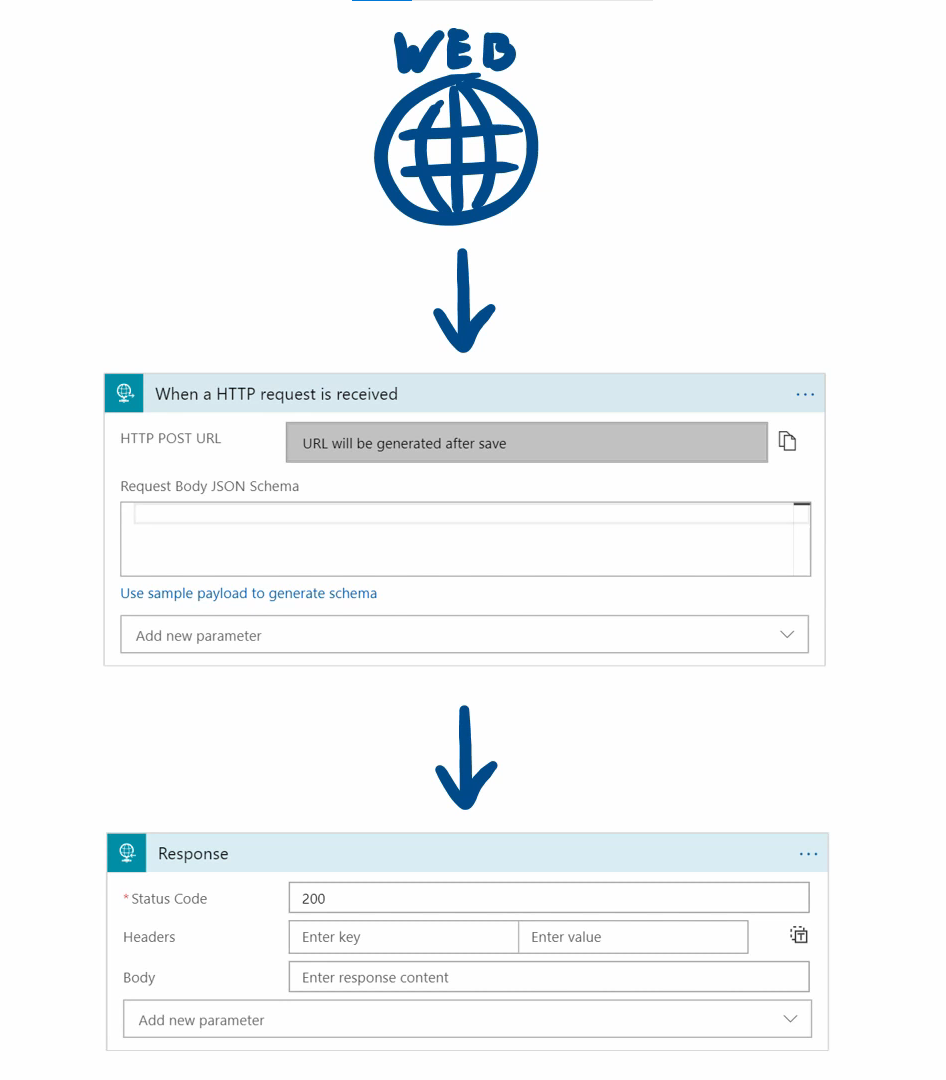 WEB
When a HTTP request is received
HTTP POST URL
URL will be generated after save
Request Body JSON Schema
Use sample payload to generate schema
Add new parameter
Response
* Status Code
200
Headers
Enter key
Enter value
Body
Enter response content
Add new parameter